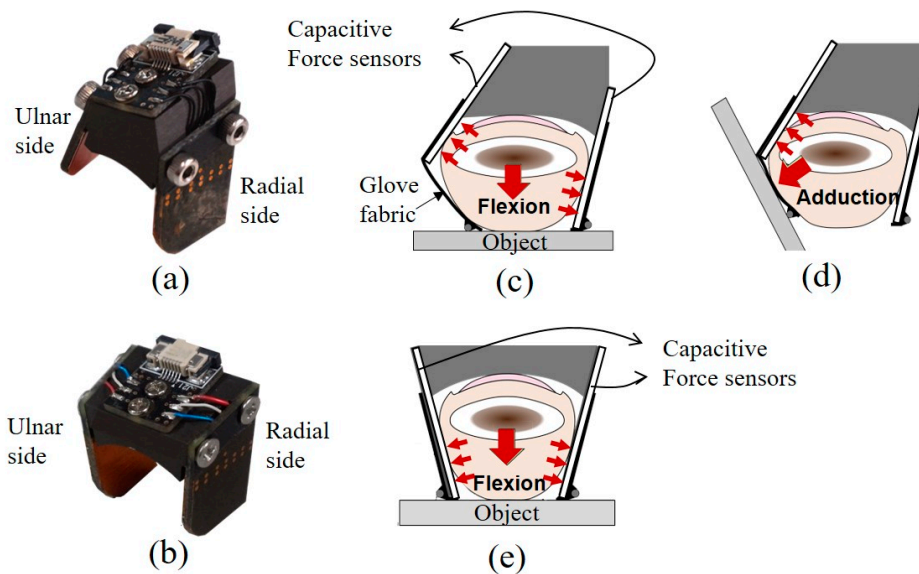 Ulnar
side
Radial
side
(a)
Capacitive
Force sensors
Glove
fabric
Flexion
Object
(c)
Adduction
(d)
Ulnar
side
Radial
side
(b)
Capacitive
Force sensors
Flexion
Object
(e)